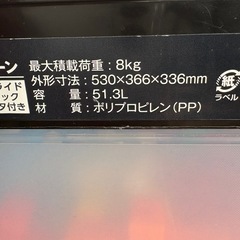 ーン
最大積載荷重：8kg
ライド
ック
タ付き
外形寸法：530×366×336mm
容　　量：51.3L
材　　質：ポリプロピレン(PP)
紙
ラベル